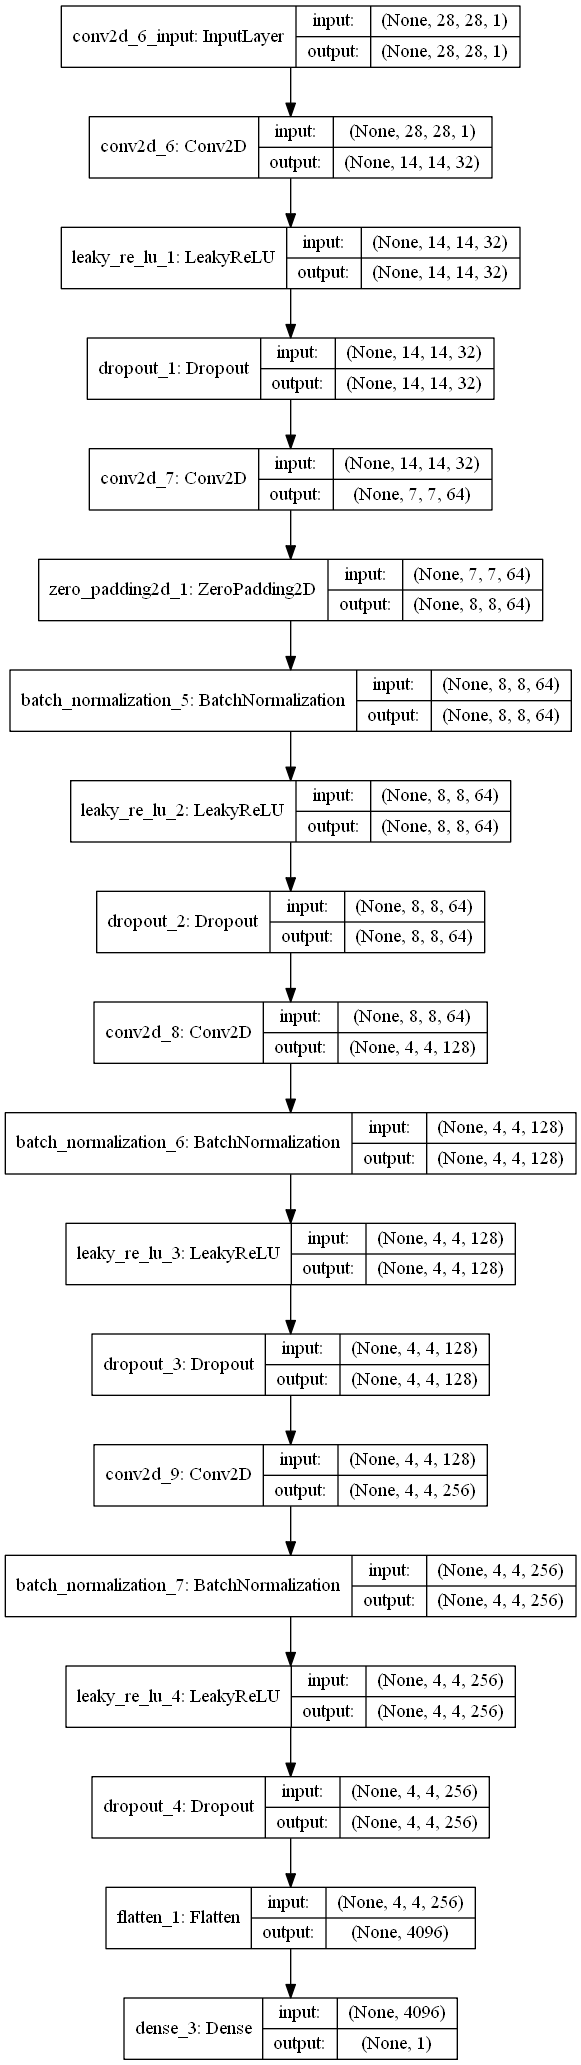 conv2d_6_input: InputLayer
input: (None, 28, 28, 1)
output: (None, 28, 28, 1)
conv2d_6: Conv2D
input: (None, 28, 28, 1)
output: (None, 14, 14, 32)
leaky_re_lu_1: LeakyReLU
input: (None, 14, 14, 32)
output: (None, 14, 14, 32)
dropout_1: Dropout
input: (None, 14, 14, 32)
output: (None, 14, 14, 32)
conv2d_7: Conv2D
input: (None, 14, 14, 32)
output: (None, 7, 7, 64)
zero_padding2d_1: ZeroPadding2D
input: (None, 7, 7, 64)
output: (None, 8, 8, 64)
batch_normalization_5: BatchNormalization
input: (None, 8, 8, 64)
output: (None, 8, 8, 64)
leaky_re_lu_2: LeakyReLU
input: (None, 8, 8, 64)
output: (None, 8, 8, 64)
dropout_2: Dropout
input: (None, 8, 8, 64)
output: (None, 8, 8, 64)
conv2d_8: Conv2D
input: (None, 8, 8, 64)
output: (None, 4, 4, 128)
batch_normalization_6: BatchNormalization
input: (None, 4, 4, 128)
output: (None, 4, 4, 128)
leaky_re_lu_3: LeakyReLU
input: (None, 4, 4, 128)
output: (None, 4, 4, 128)
dropout_3: Dropout
input: (None, 4, 4, 128)
output: (None, 4, 4, 128)
conv2d_9: Conv2D
input: (None, 4, 4, 128)
output: (None, 4, 4, 256)
batch_normalization_7: BatchNormalization
input: (None, 4, 4, 256)
output: (None, 4, 4, 256)
leaky_re_lu_4: LeakyReLU
input: (None, 4, 4, 256)
output: (None, 4, 4, 256)
dropout_4: Dropout
input: (None, 4, 4, 256)
output: (None, 4, 4, 256)
flatten_1: Flatten
input: (None, 4, 4, 256)
output: (None, 4096)
dense_3: Dense
input: (None, 4096)
output: (None, 1)